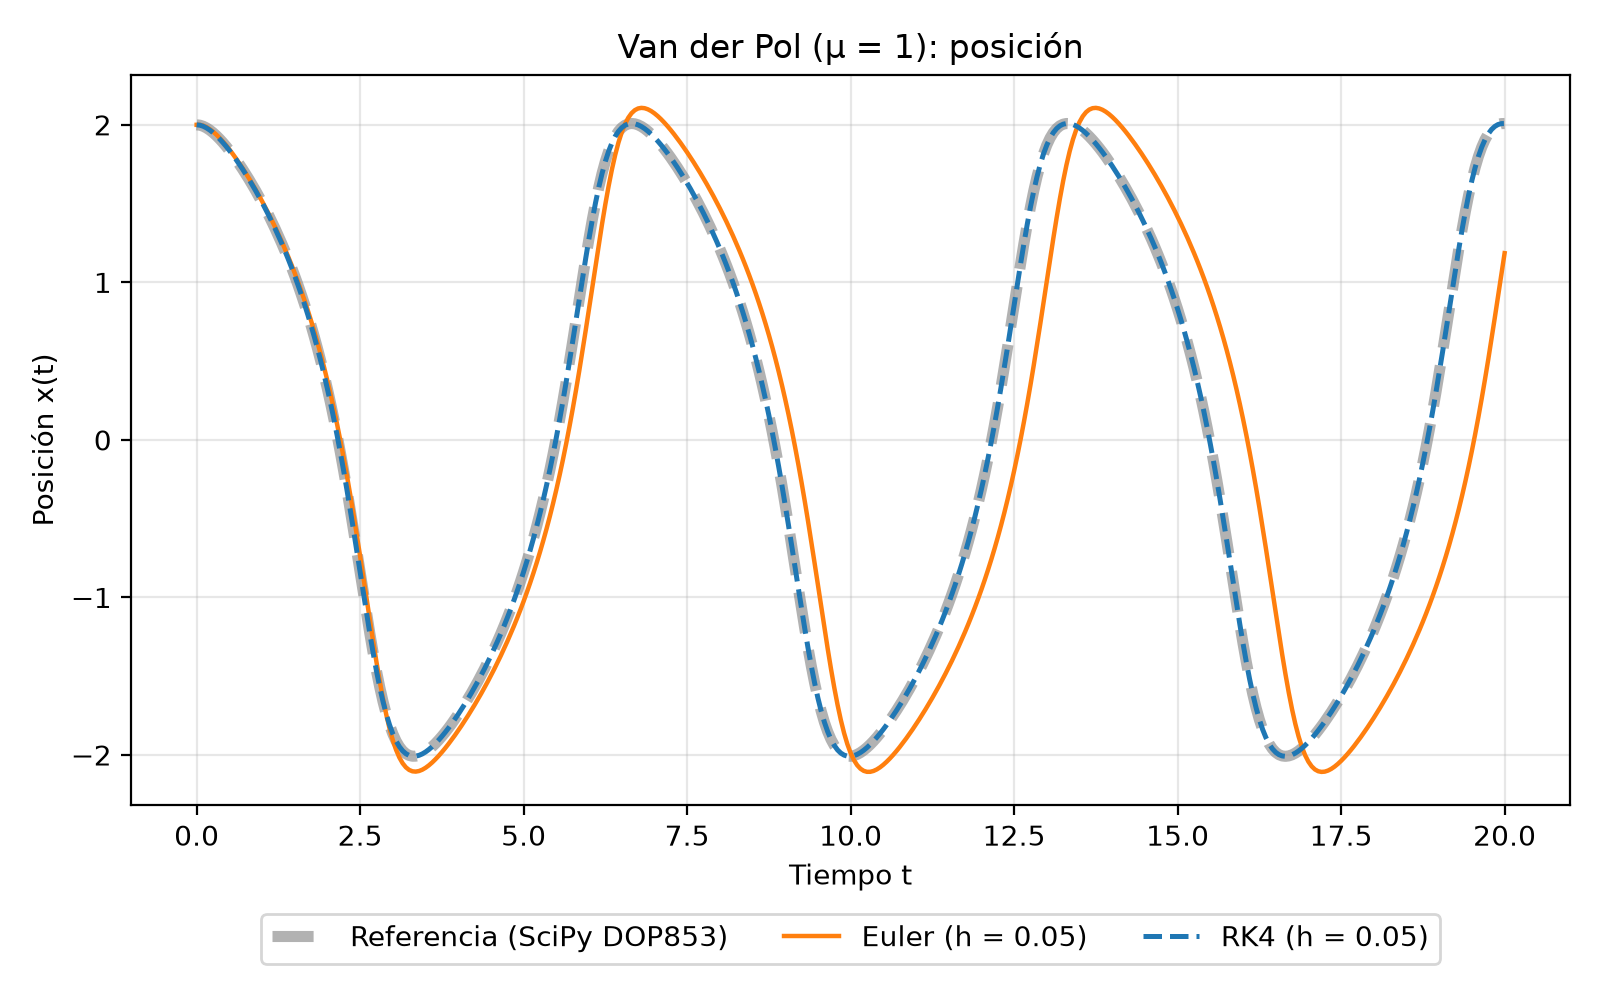 Van der Pol (μ = 1): posición
Posición x(t)
2
1
0
−1
−2
0.0 2.5 5.0 7.5 10.0 12.5 15.0 17.5 20.0
Tiempo t
Referencia (SciPy DOP853) Euler (h = 0.05) RK4 (h = 0.05)